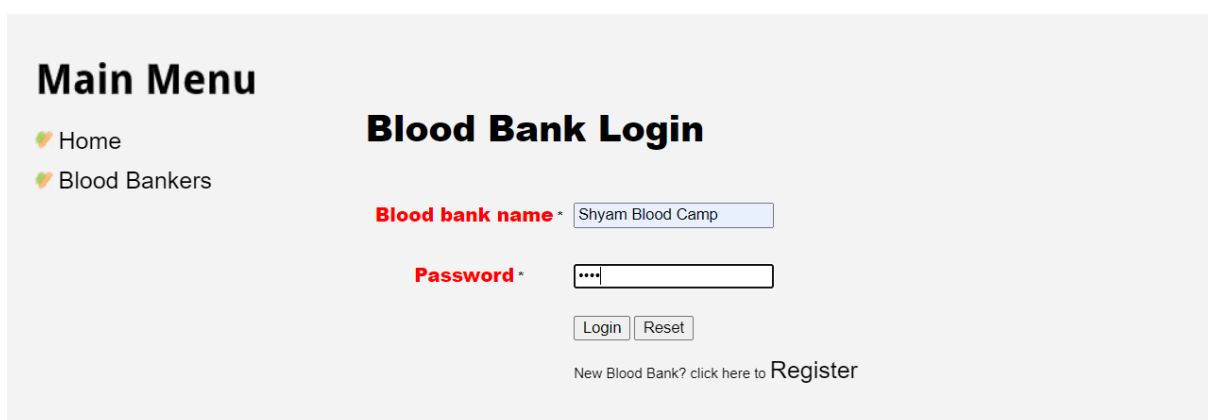 Main Menu
Home
Blood Bankers
Blood Bank Login
Blood bank name * Shyam Blood Camp
Password * ••••
Login Reset
New Blood Bank? click here to Register